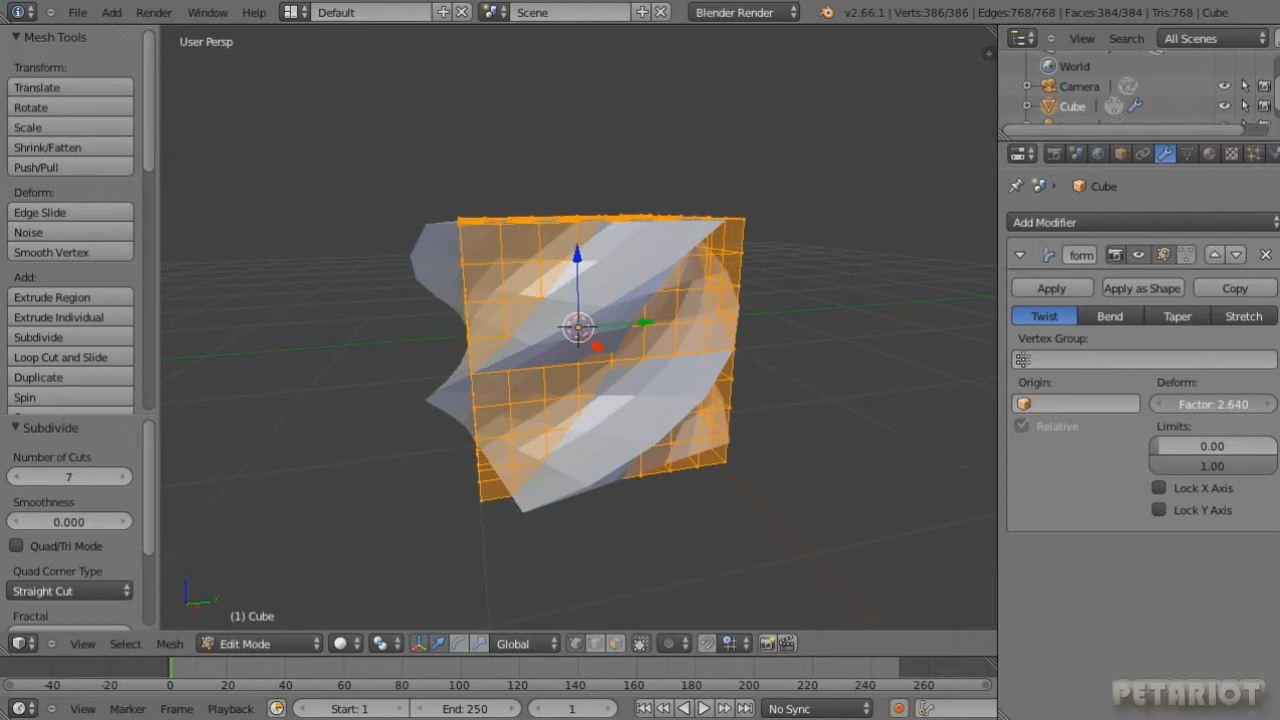 File Add Render Window Help Default Scene Blender Render v2.66.1 | Verts:386/386 | Edges:768/768 | Faces:384/384 | Tris:768 | Cube
Mesh Tools
Transform:
Translate
Rotate
Scale
Shrink/Fatten
Push/Pull
Deform:
Edge Slide
Noise
Smooth Vertex
Add:
Extrude Region
Extrude Individual
Subdivide
Loop Cut and Slide
Duplicate
Spin
Subdivide
Number of Cuts
7
Smoothness
0.000
Quad/Tri Mode
Quad Corner Type
Straight Cut
Fractal
User Persp
y
(1) Cube
View Search All Scenes
World
Camera
Cube
Cube
Add Modifier
form
Apply Apply as Shape Copy
Twist Bend Taper Stretch
Vertex Group:
Origin: Deform:
Factor: 2.640
Relative Limits:
0.00
1.00
Lock X Axis
Lock Y Axis
View Select Mesh Edit Mode Global
-40 -20 0 20 40 60 80 100 120 140 160 180 200 220 240 260
View Marker Frame Playback Start: 1 End: 250 1 No Sync
PETARIOT